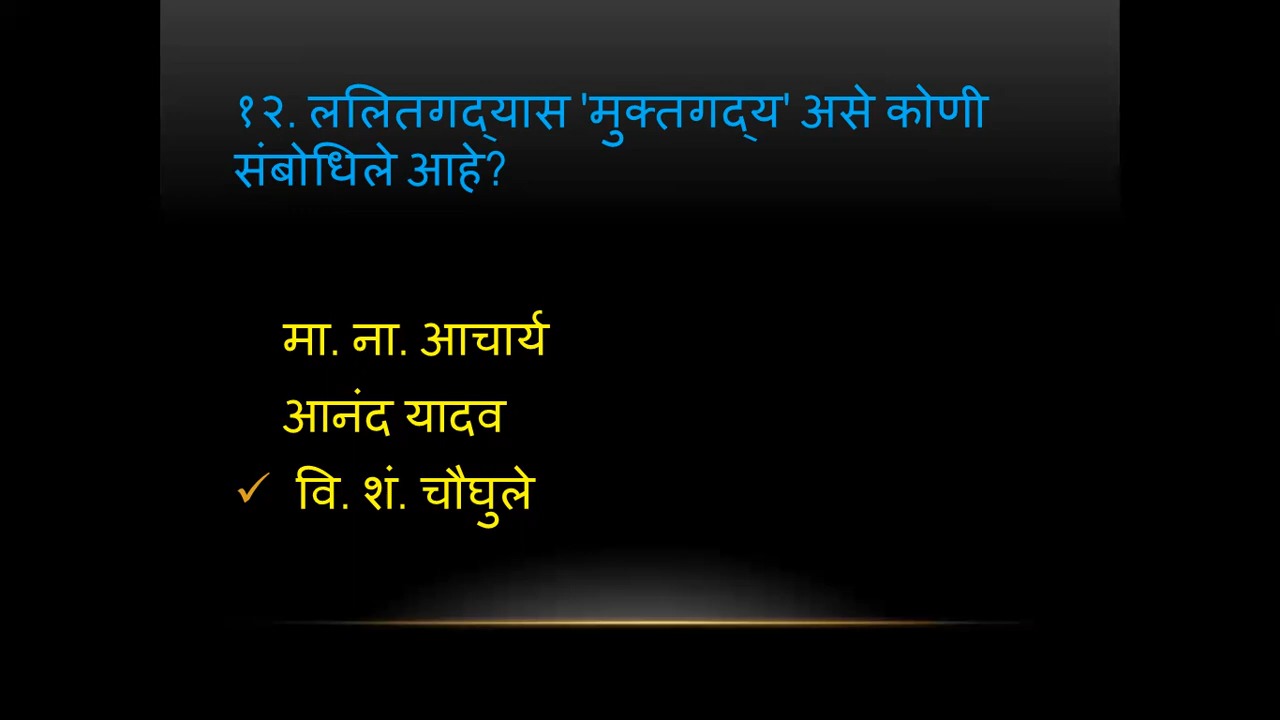 १२. ललितगद्यास 'मुक्तगद्य' असे कोणी
संबोधिले आहे?
मा. ना. आचार्य
आनंद यादव
✓ वि. शं. चौघुले